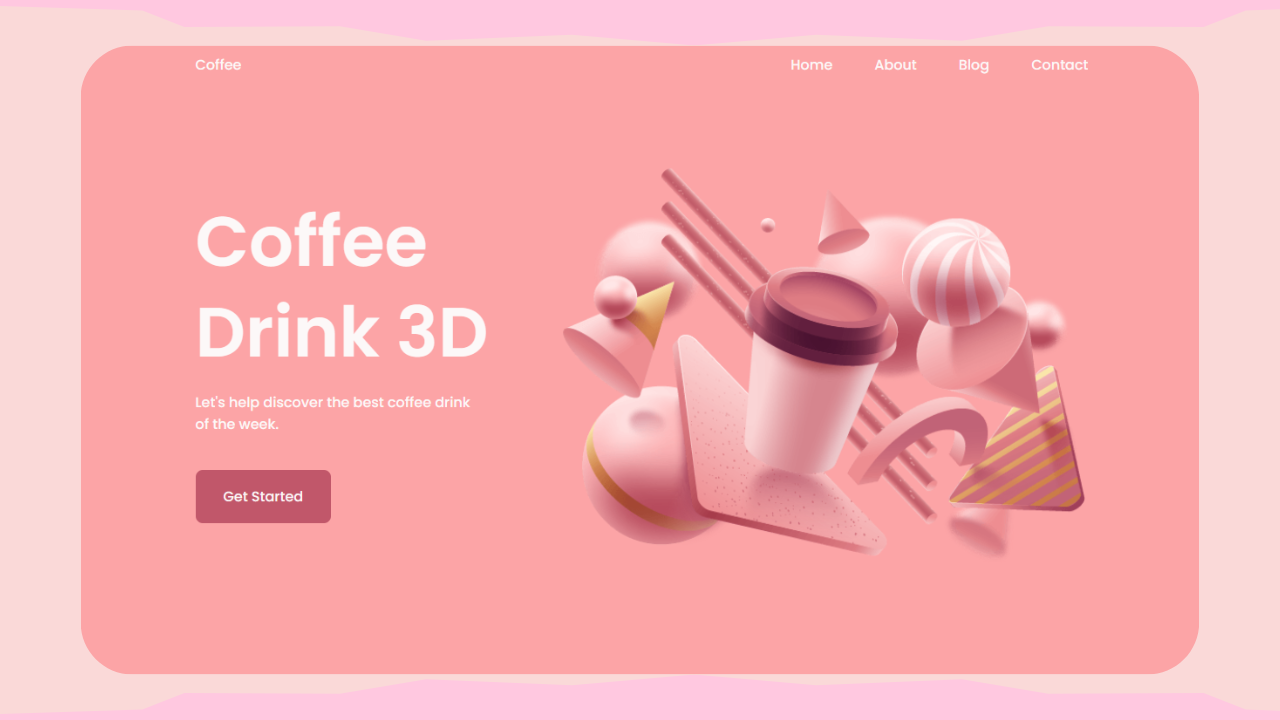 Coffee
Home About Blog Contact
Coffee
Drink 3D
Let's help discover the best coffee drink
of the week.
Get Started